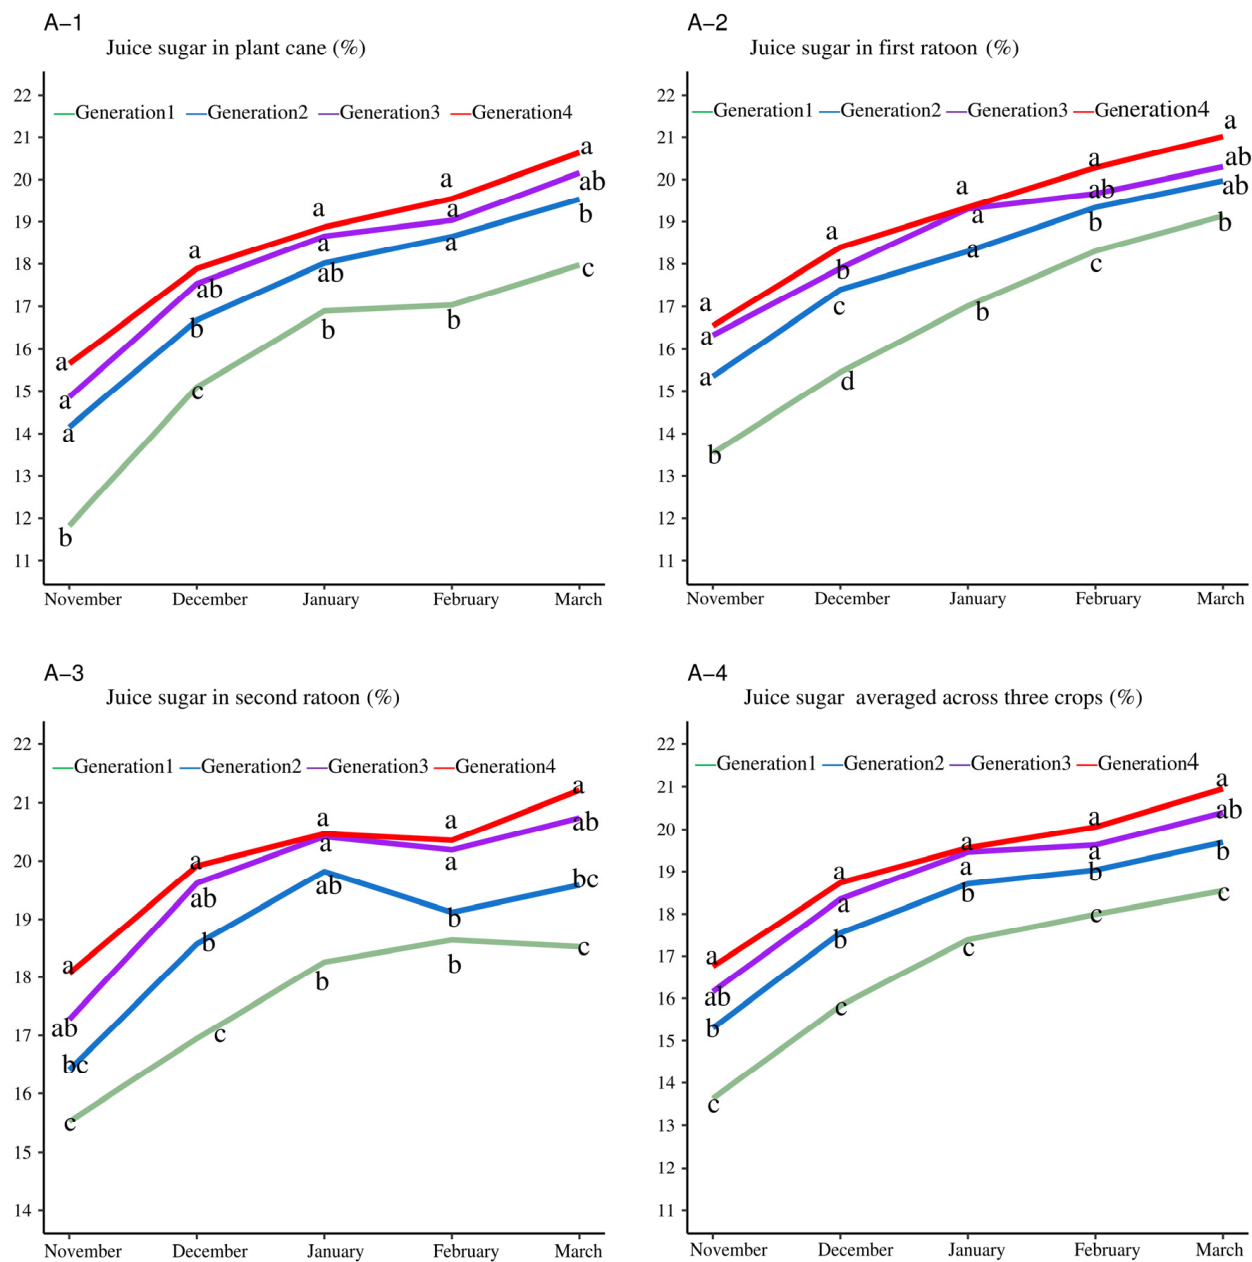 A−1
Juice sugar in plant cane (%)
Generation1 Generation2 Generation3 Generation4
22
21
20
19
18
17
16
15
14
13
12
11
a
a
a
a
a
a
ab
a
a
ab
a
b
ab
a
b
b
c
b
b
c
November December January February March
A−2
Juice sugar in first ratoon (%)
Generation1 Generation2 Generation3 Generation4
22
21
20
19
18
17
16
15
14
13
12
11
a
a
a
a
a
a
b
a
ab
ab
a
c
a
b
ab
b
d
b
c
b
November December January February March
A−3
Juice sugar in second ratoon (%)
Generation1 Generation2 Generation3 Generation4
22
21
20
19
18
17
16
15
14
a
a
a
a
a
ab
ab
a
a
ab
bc
b
ab
b
bc
c
c
b
b
c
November December January February March
A−4
Juice sugar averaged across three crops (%)
Generation1 Generation2 Generation3 Generation4
22
21
20
19
18
17
16
15
14
13
12
11
a
a
a
a
a
ab
a
a
a
ab
b
b
b
b
b
c
c
c
c
c
November December January February March